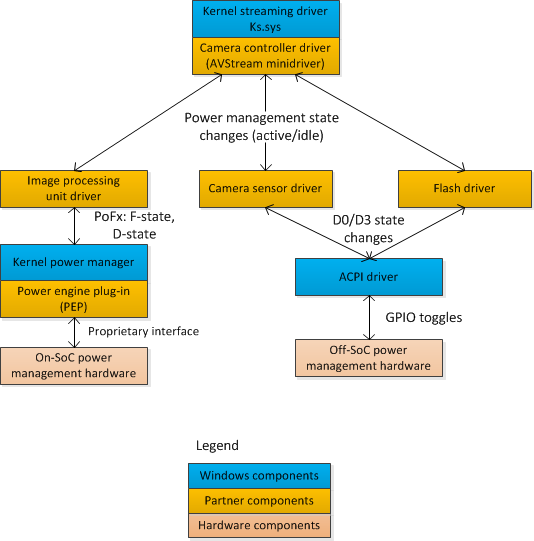 Kernel streaming driver
Ks.sys
Camera controller driver
(AVStream minidriver)
Power management state
changes (active/idle)
Image processing
unit driver
Camera sensor driver
Flash driver
PoFx: F-state,
D-state
D0/D3 state
changes
Kernel power manager
Power engine plug-in
(PEP)
ACPI driver
Proprietary interface
GPIO toggles
On-SoC power
management hardware
Off-SoC power
management hardware
Legend
Windows components
Partner components
Hardware components